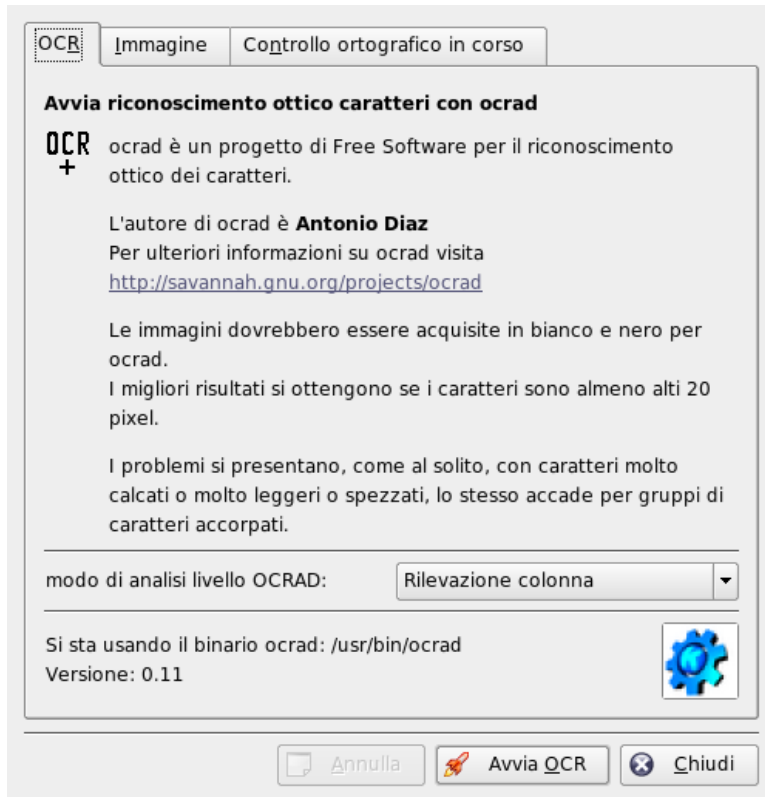 OCR Immagine Controllo ortografico in corso
Avvia riconoscimento ottico caratteri con ocrad
OCR
+
ocrad è un progetto di Free Software per il riconoscimento
ottico dei caratteri.
L'autore di ocrad è Antonio Diaz
Per ulteriori informazioni su ocrad visita
http://savannah.gnu.org/projects/ocrad
Le immagini dovrebbero essere acquisite in bianco e nero per
ocrad.
I migliori risultati si ottengono se i caratteri sono almeno alti 20
pixel.
I problemi si presentano, come al solito, con caratteri molto
calcati o molto leggeri o spezzati, lo stesso accade per gruppi di
caratteri accorpati.
modo di analisi livello OCRAD: Rilevazione colonna
Si sta usando il binario ocrad: /usr/bin/ocrad
Versione: 0.11
K
Annulla Avvia OCR Chiudi